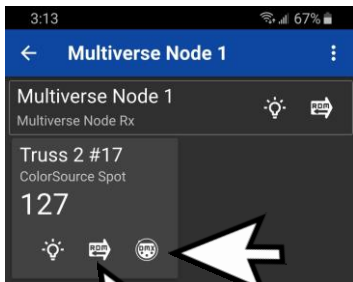 3:13 67%
Multiverse Node 1
Multiverse Node 1
Multiverse Node Rx
RDM
Truss 2 #17
ColorSource Spot
127
RDM DMX